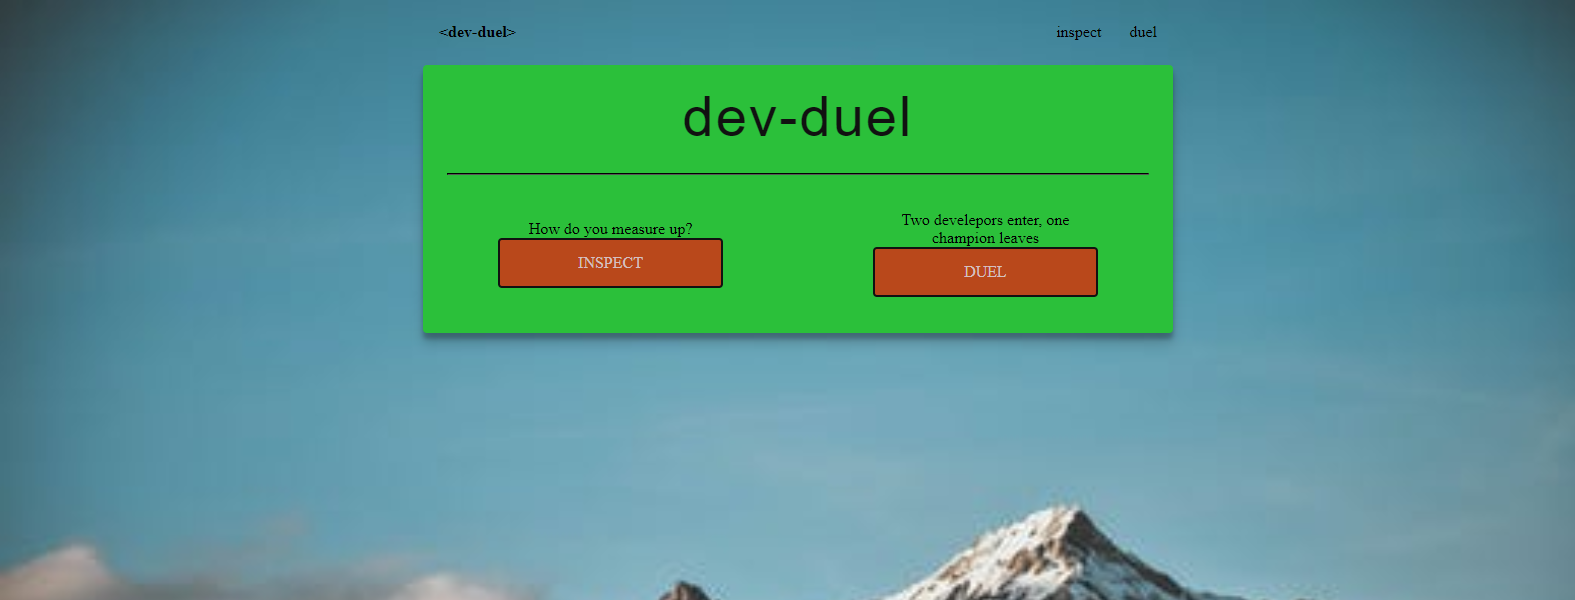 <dev-duel>
inspect
duel
dev-duel
How do you measure up?
INSPECT
Two develepors enter, one
champion leaves
DUEL